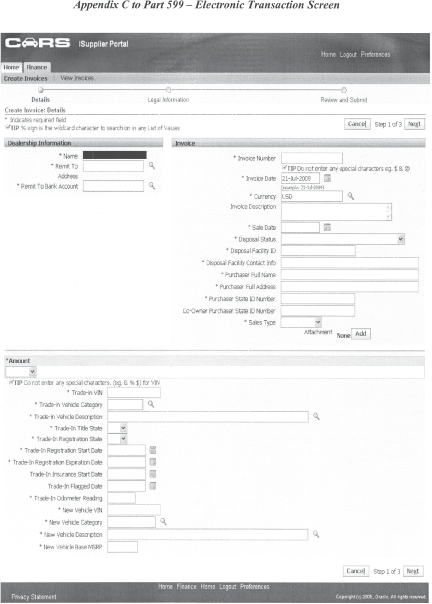 Appendix C to Part 599 – Electronic Transaction Screen
CARS iSupplier Portal
Home Logout Preferences
Home Finance
Create Invoices : View Invoices
Details Legal Information Review and Submit
Create Invoice: Details
* Indicates required field
TIP % sign is the wildcard character to search on in any List of Values
Cancel Step 1 of 3 Next
Dealership Information
* Name
* Remit To
Address
* Remit To Bank Account
Invoice
* Invoice Number
TIP Do not enter any special characters eg. $ & @
* Invoice Date 21-Jul-2009
(example: 21-Jul-2009)
* Currency USD
Invoice Description
* Sale Date
* Disposal Status
* Disposal Facility ID
* Disposal Facility Contact Info
* Purchaser Full Name
* Purchaser Full Address
* Purchaser State ID Number
Co-Owner Purchaser State ID Number
* Sales Type
Attachment None Add
*Amount
TIP Do not enter any special characters. (eg. & % $) for VIN
* Trade-in VIN
* Trade-in Vehicle Category
* Trade-in Vehicle Description
* Trade-In Title State
* Trade-In Registration State
* Trade-In Registration Start Date
* Trade-In Registration Expiration Date
Trade-In Insurance Start Date
Trade-In Flagged Date
* Trade-In Odometer Reading
* New Vehicle VIN
* New Vehicle Category
* New Vehicle Description
* New Vehicle Base MSRP
Cancel Step 1 of 3 Next
Home Finance Home Logout Preferences
Privacy Statement
Copyright (c) 2006, Oracle. All rights reserved.